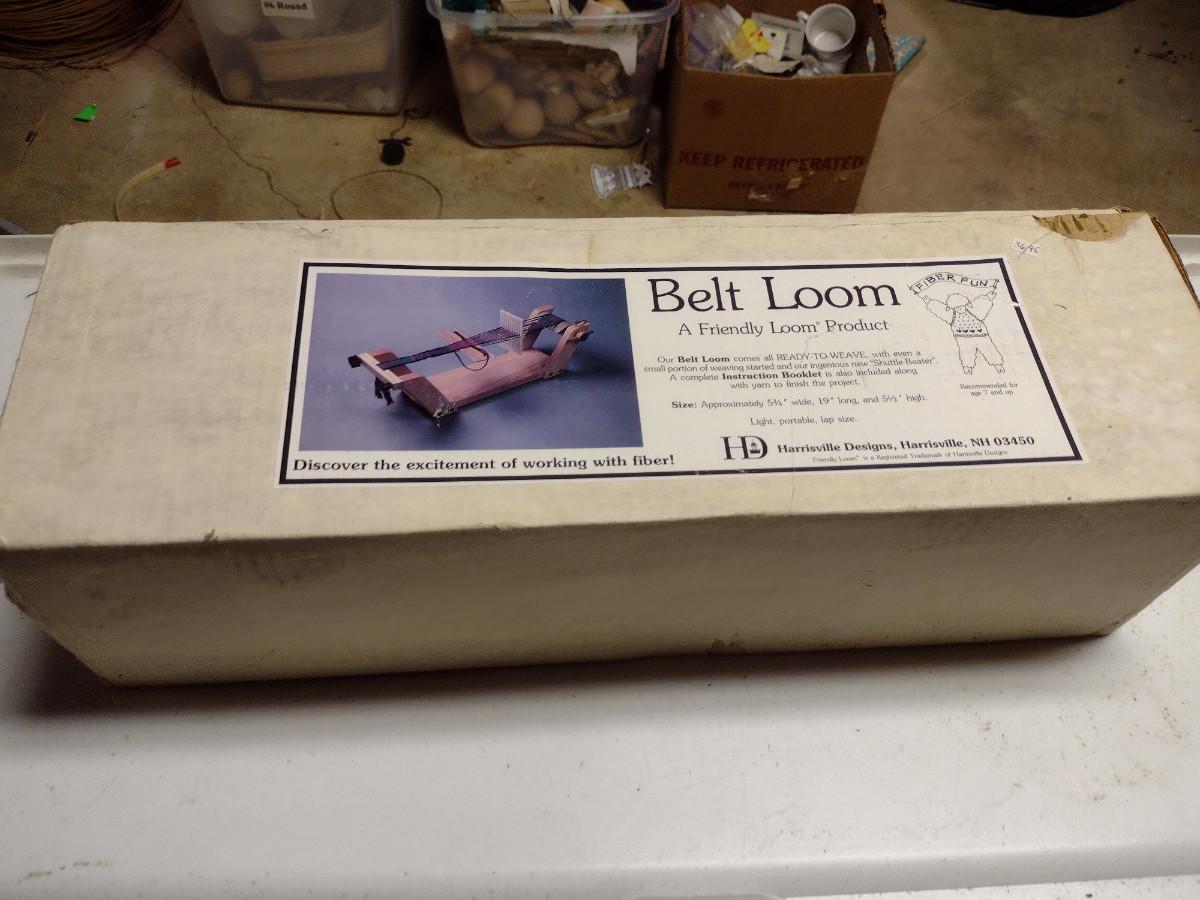 #6 Round
KEEP REFRIGERATED
Belt Loom
A Friendly Loom® Product
FIBER FUN
Our Belt Loom comes all READY-TO-WEAVE, with even a
small portion of weaving started and our ingenious new "Shuttle-Beater".
A complete Instruction Booklet is also included along
with yarn to finish the project.
Recommended for
age 7 and up
Size: Approximately 5¾" wide, 19" long, and 5½" high.
Light, portable, lap size.
HD Harrisville Designs, Harrisville, NH 03450
Friendly Loom® is a Registered Trademark of Harrisville Designs
Discover the excitement of working with fiber!